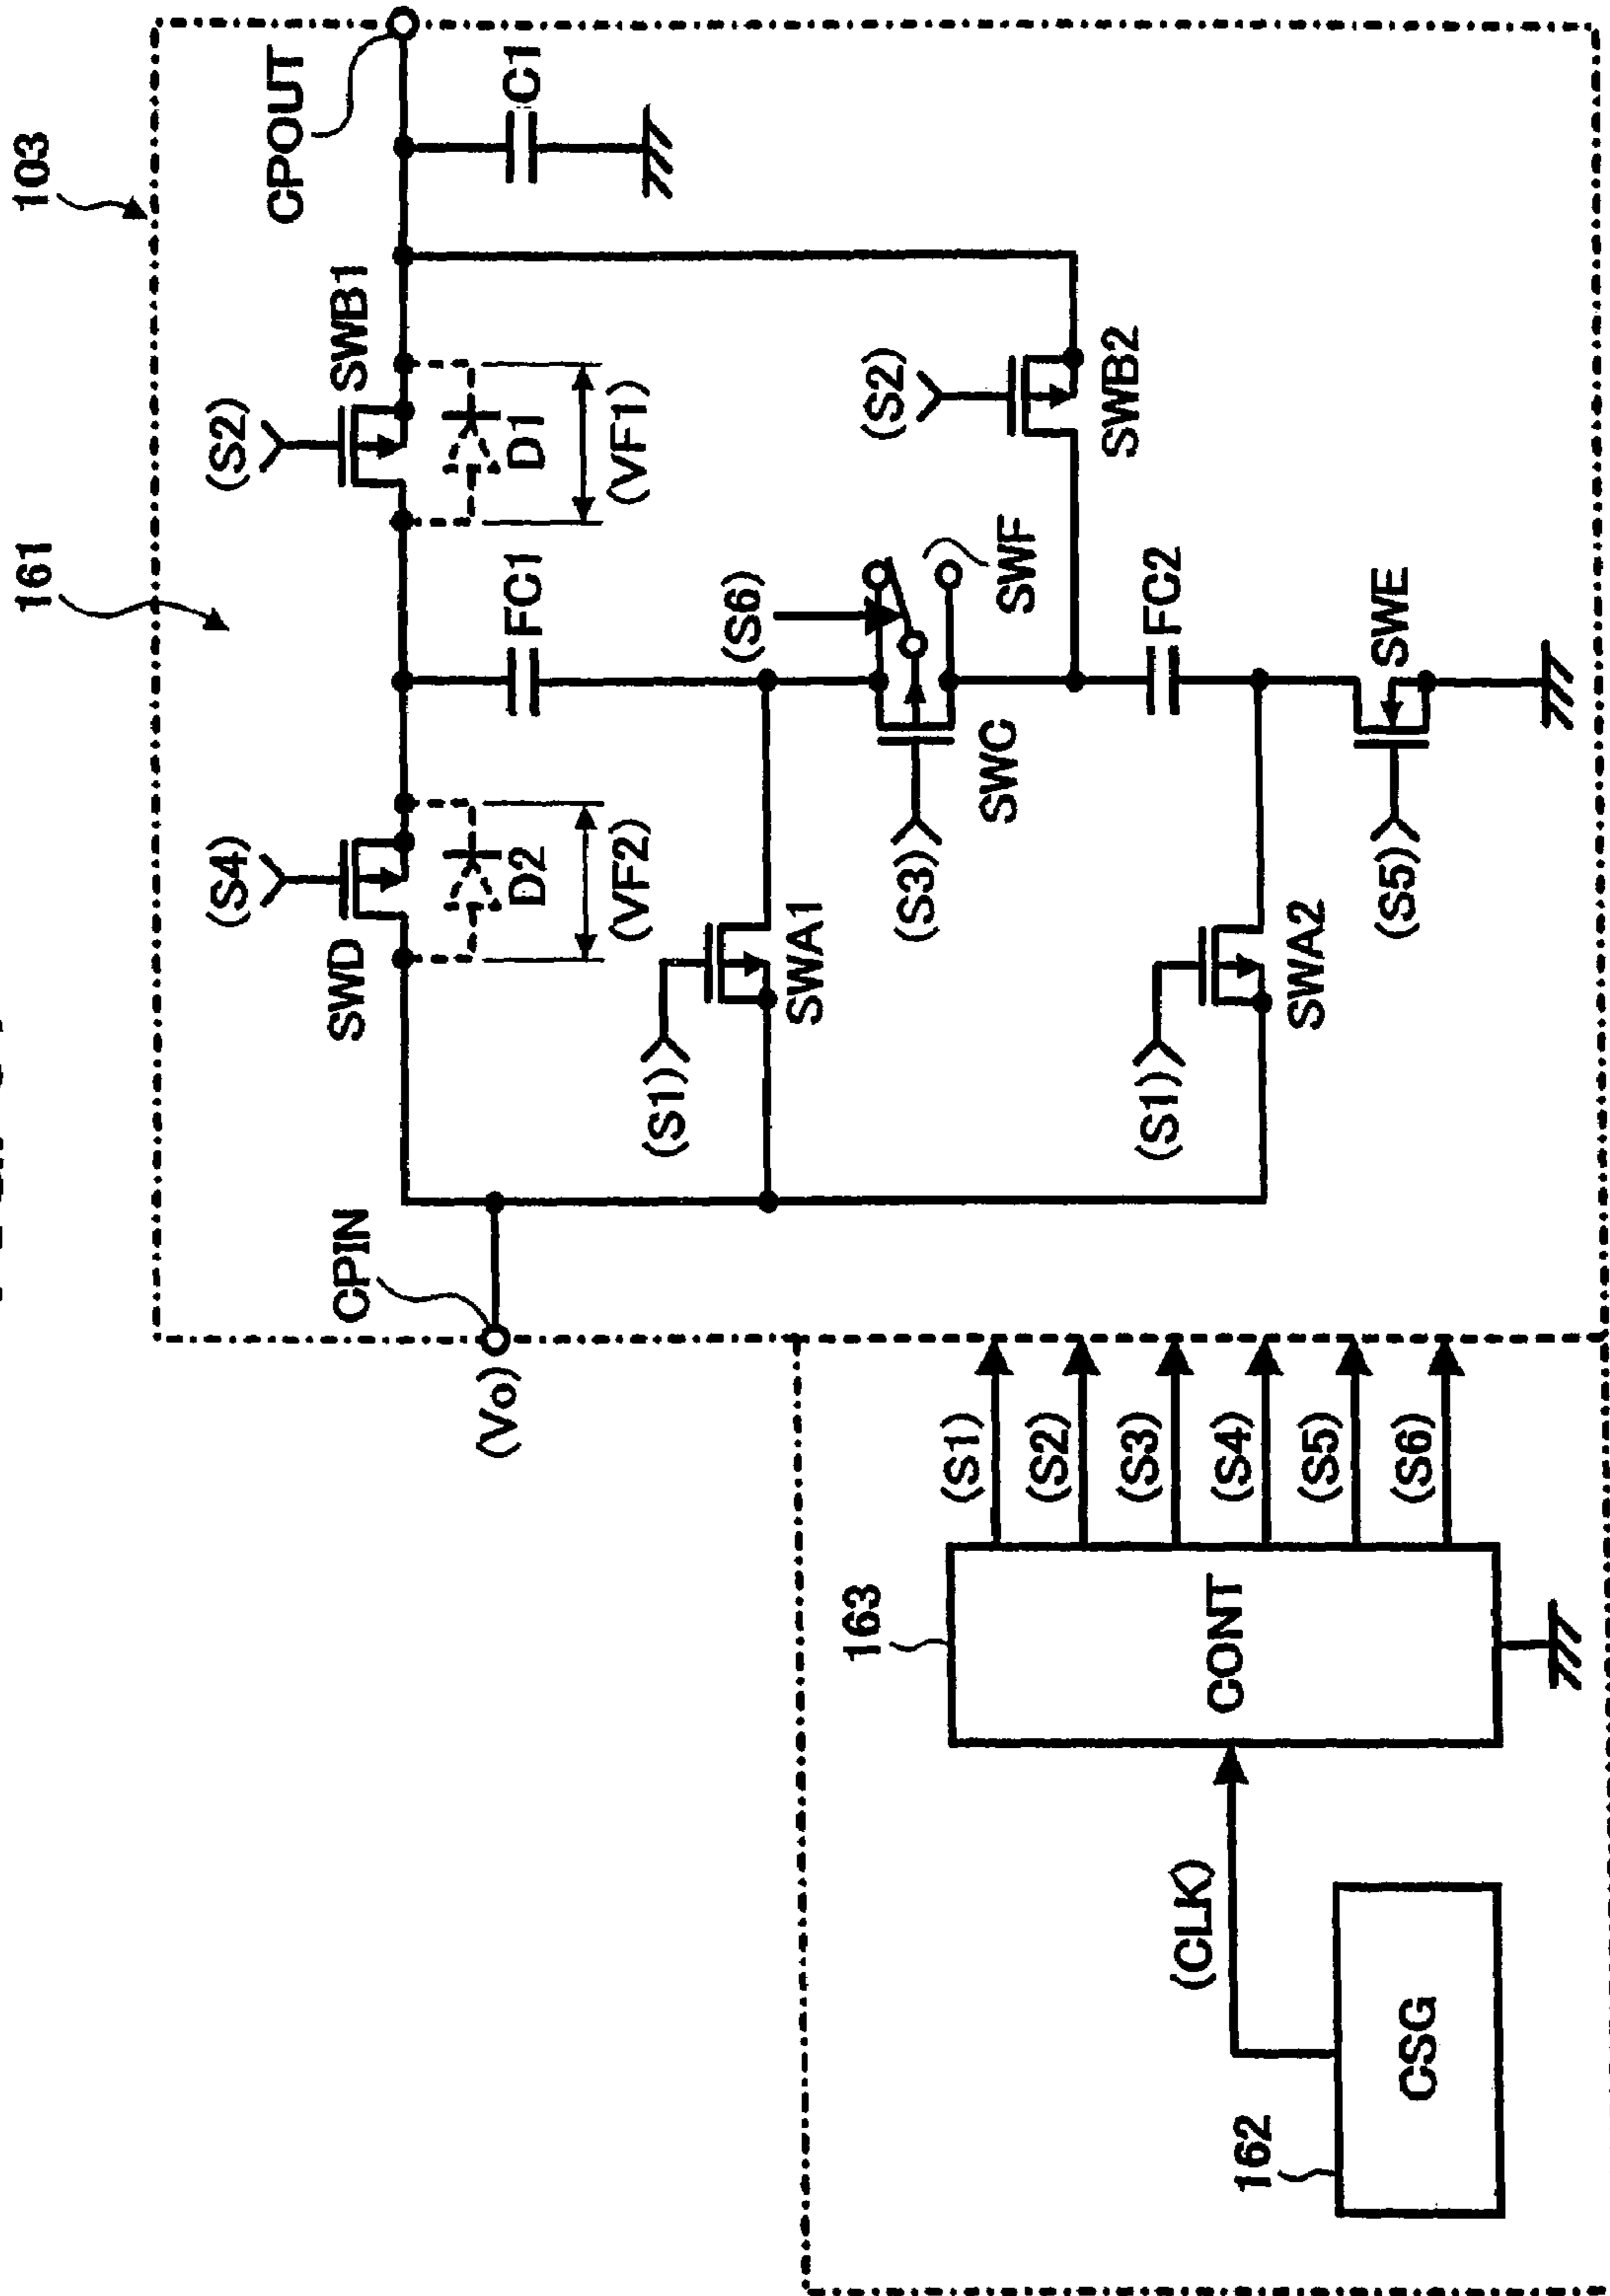 103
161
CPOUT
C1
(S2)
SWB1
D1
(VF1)
(S4)
SWD
D2
(VF2)
FC1
(S6)
SWF
(S2)
SWB2
(S3)
SWC
FC2
(S1)
SWA1
(S1)
SWA2
(S5)
SWE
CPIN
(Vo)
(S1)
(S2)
(S3)
(S4)
(S5)
(S6)
163
CONT
(CLK)
162
CSG